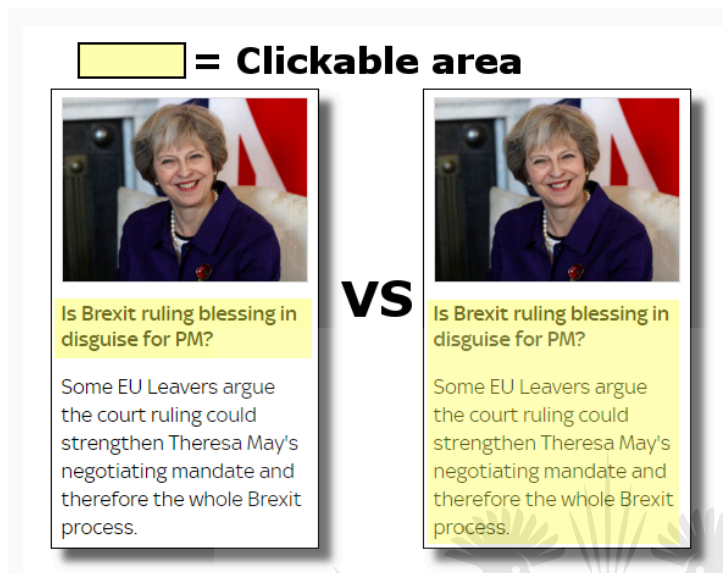 = Clickable area
Is Brexit ruling blessing in
disguise for PM?
Some EU Leavers argue
the court ruling could
strengthen Theresa May's
negotiating mandate and
therefore the whole Brexit
process.
VS
Is Brexit ruling blessing in
disguise for PM?
Some EU Leavers argue
the court ruling could
strengthen Theresa May's
negotiating mandate and
therefore the whole Brexit
process.